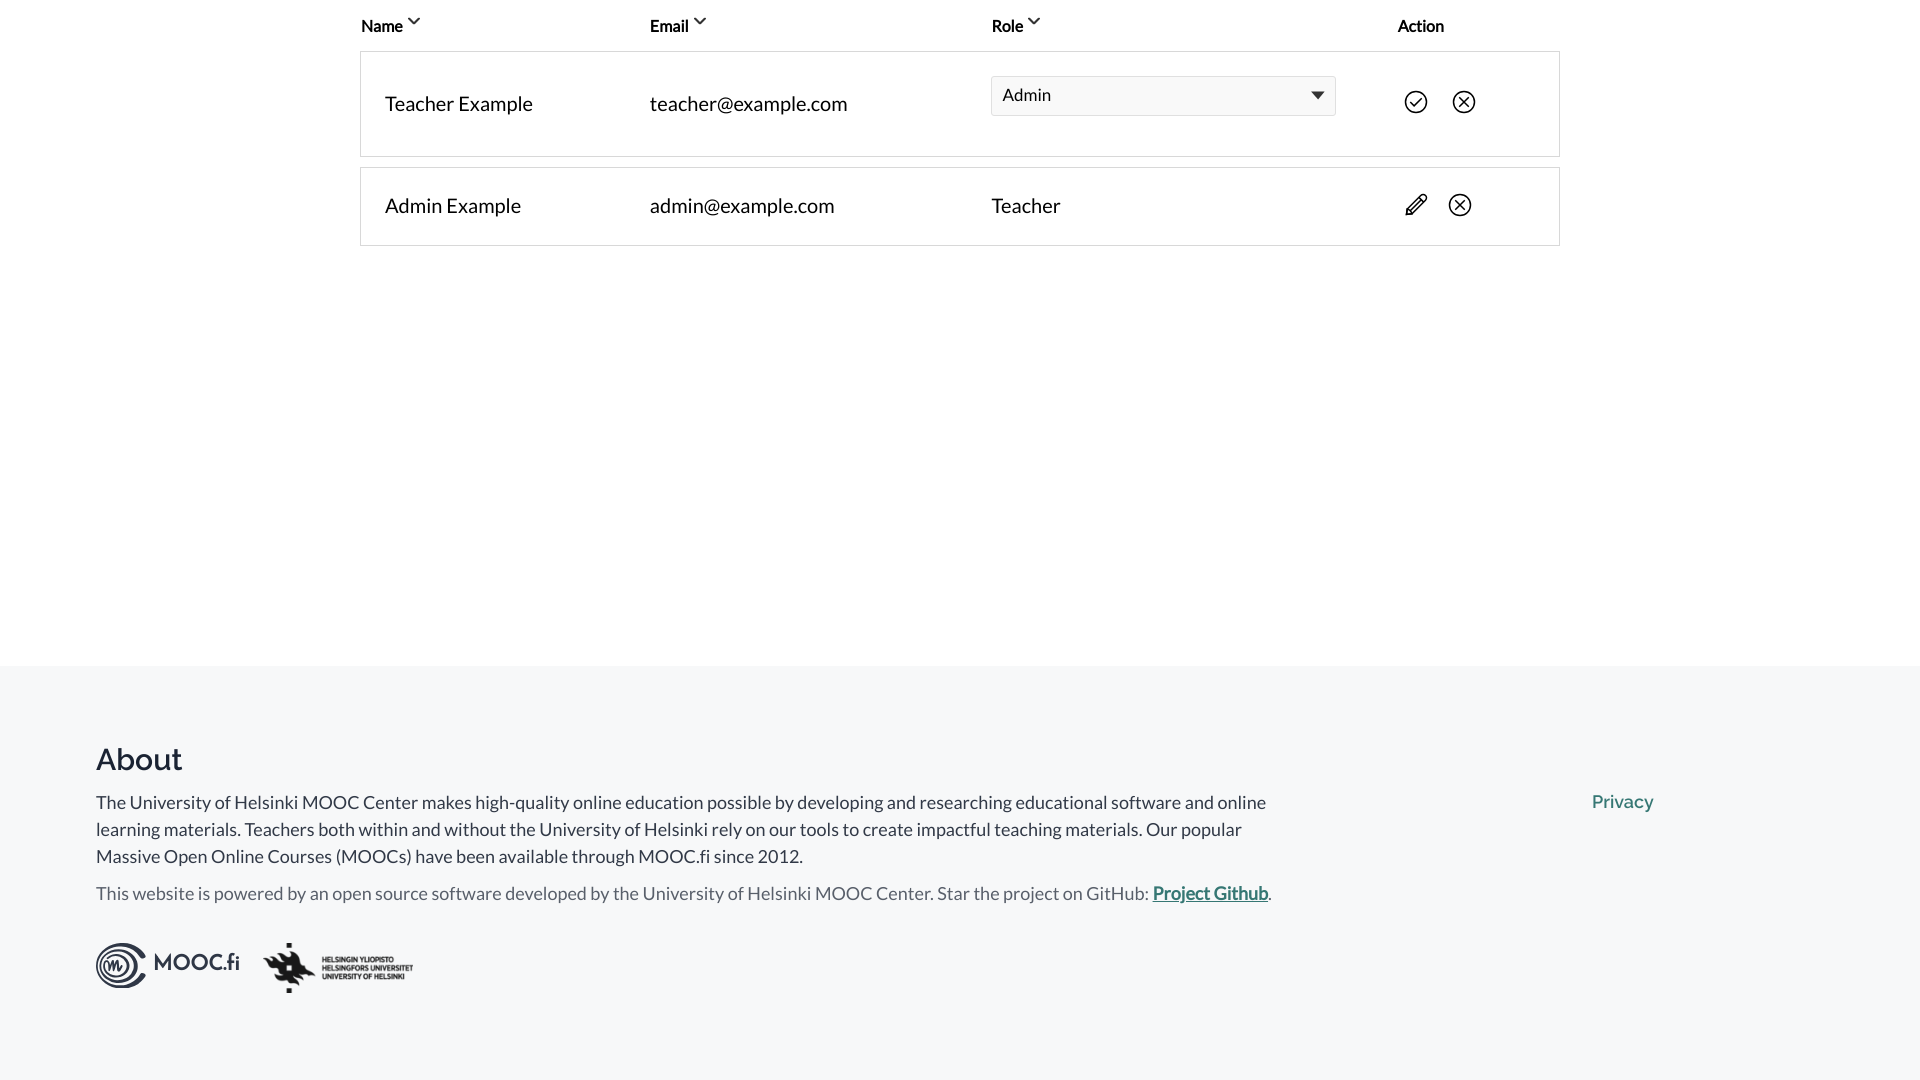 Name Email Role Action
Teacher Example teacher@example.com Admin
Admin Example admin@example.com Teacher
About
The University of Helsinki MOOC Center makes high-quality online education possible by developing and researching educational software and online
learning materials. Teachers both within and without the University of Helsinki rely on our tools to create impactful teaching materials. Our popular
Massive Open Online Courses (MOOCs) have been available through MOOC.fi since 2012.
Privacy
This website is powered by an open source software developed by the University of Helsinki MOOC Center. Star the project on GitHub: Project Github.
MOOC.fi
HELSINGIN YLIOPISTO
HELSINGFORS UNIVERSITET
UNIVERSITY OF HELSINKI